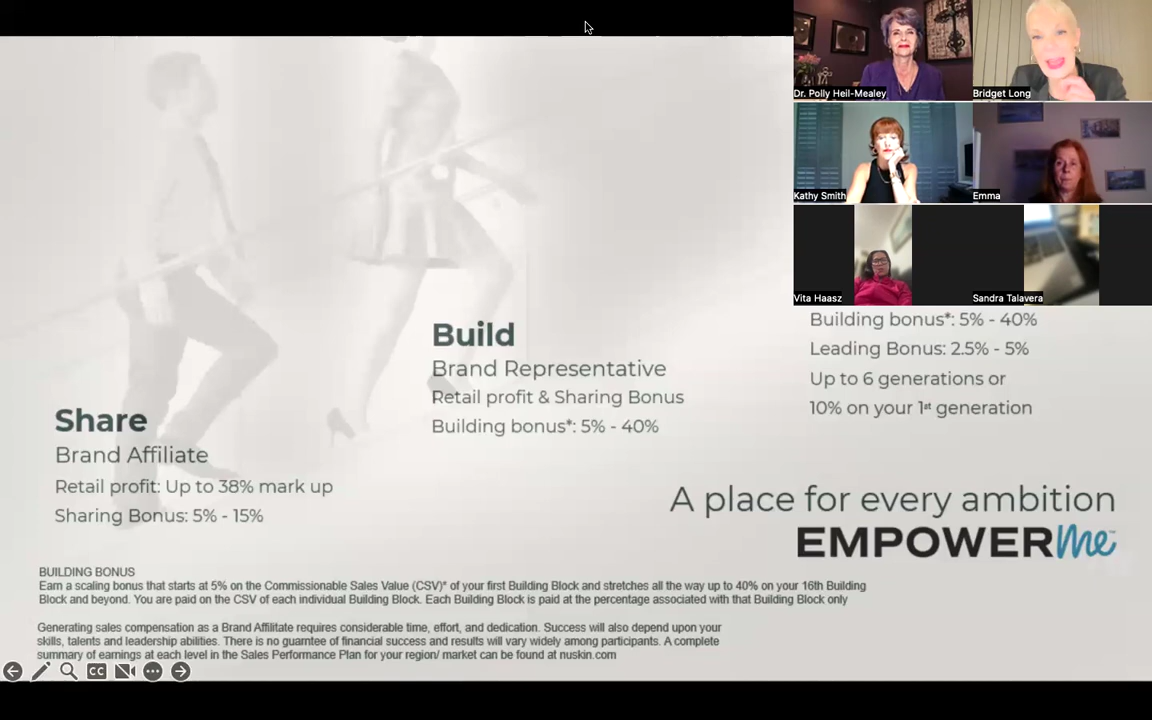 Dr. Polly Heil-Mealey
Bridget Long
Kathy Smith
Emma
Vita Haasz
Sandra Talavera
Share
Brand Affiliate
Retail profit: Up to 38% mark up
Sharing Bonus: 5% - 15%
Build
Brand Representative
Retail profit & Sharing Bonus
Building bonus*: 5% - 40%
Building bonus*: 5% - 40%
Leading Bonus: 2.5% - 5%
Up to 6 generations or
10% on your 1st generation
A place for every ambition
EMPOWERMe™
BUILDING BONUS
Earn a scaling bonus that starts at 5% on the Commissionable Sales Value (CSV)* of your first Building Block and stretches all the way up to 40% on your 16th Building
Block and beyond. You are paid on the CSV of each individual Building Block. Each Building Block is paid at the percentage associated with that Building Block only
Generating sales compensation as a Brand Affilitate requires considerable time, effort, and dedication. Success will also depend upon your
skills, talents and leadership abilities. There is no guarntee of financial success and results will vary widely among participants. A complete
summary of earnings at each level in the Sales Performance Plan for your region/ market can be found at nuskin.com
CC